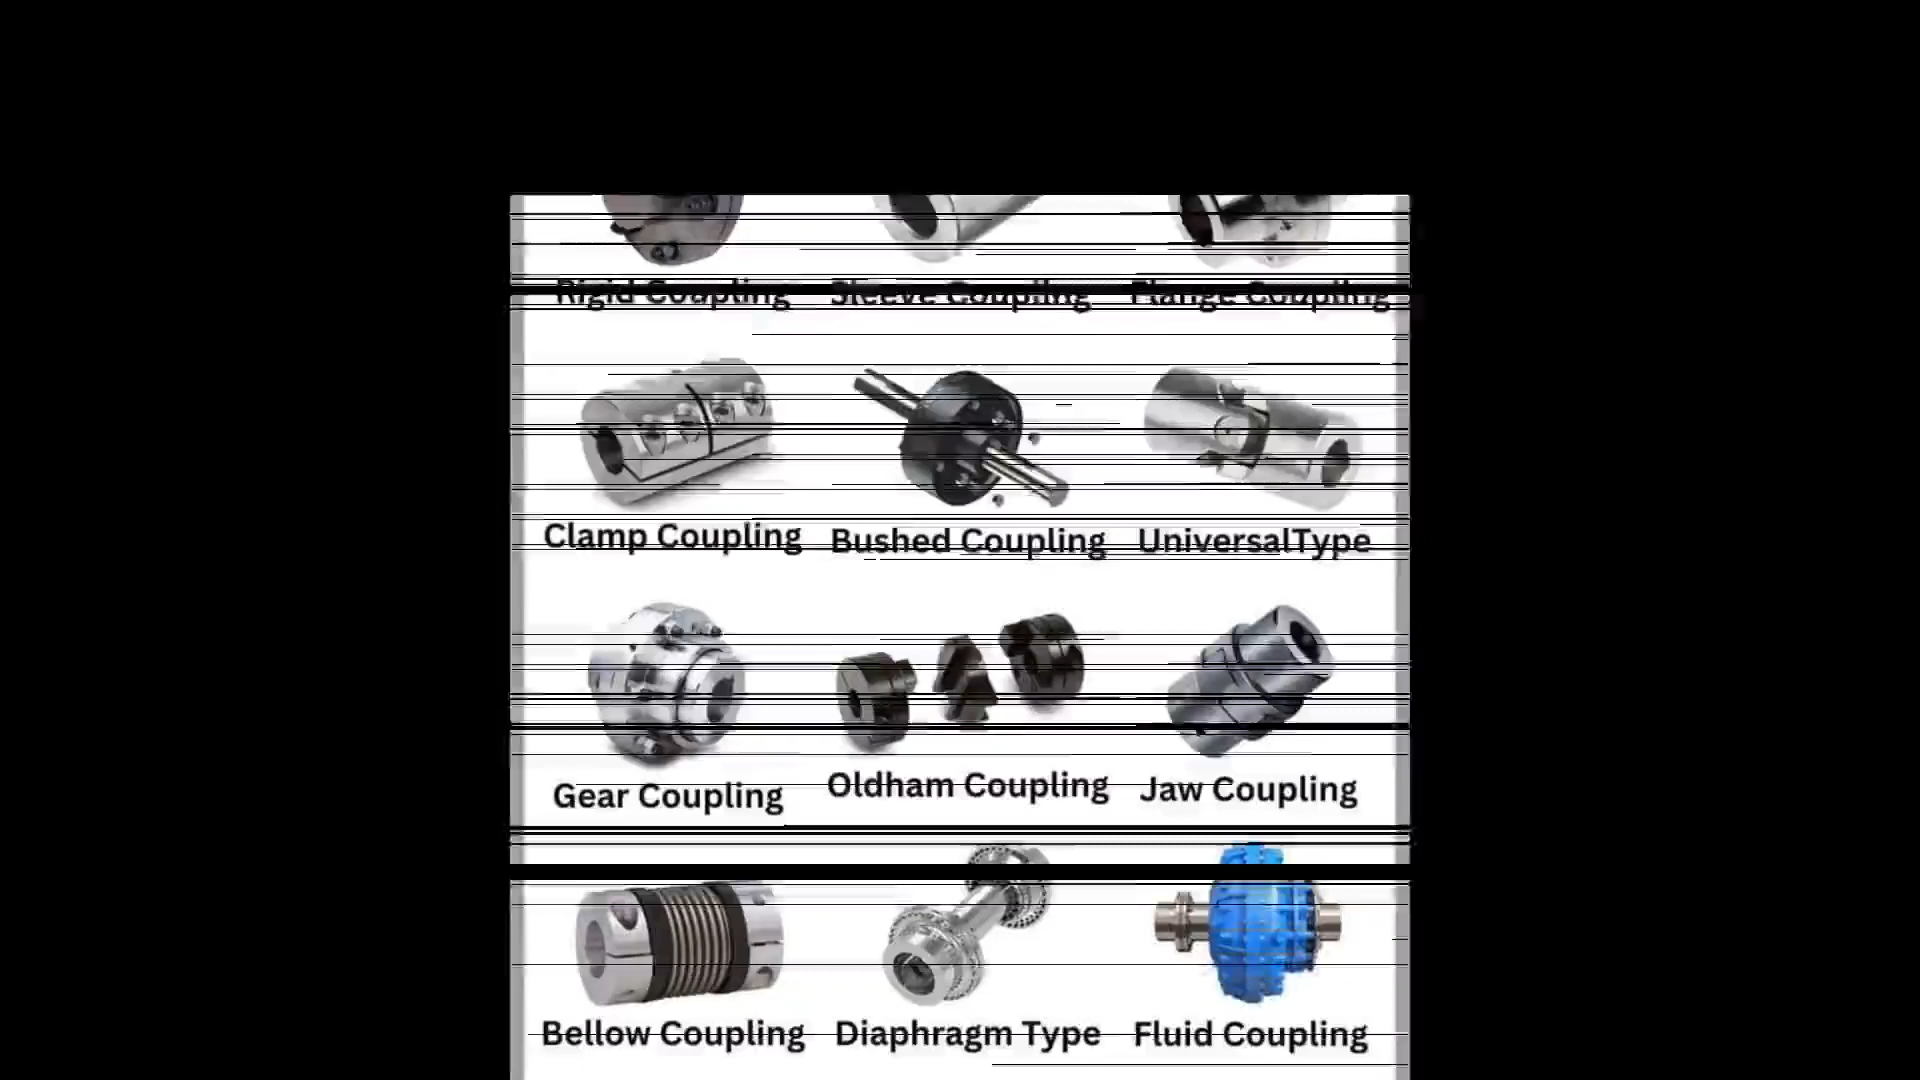 Rigid Coupling Sleeve Coupling Flange Coupling
Clamp Coupling Bushed Coupling UniversalType
Gear Coupling Oldham Coupling Jaw Coupling
Bellow Coupling Diaphragm Type Fluid Coupling